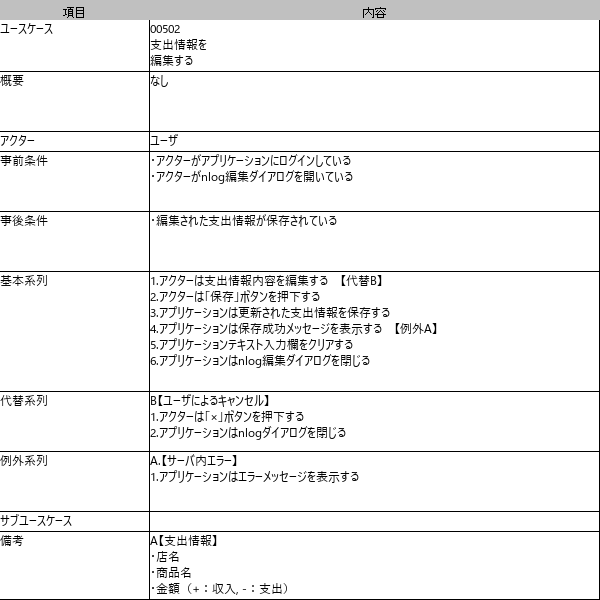 項目 内容
ユースケース 00502
支出情報を
編集する
概要 なし
アクター ユーザ
事前条件 ・アクターがアプリケーションにログインしている
・アクターがnlog編集ダイアログを開いている
事後条件 ・編集された支出情報が保存されている
基本系列 1.アクターは支出情報内容を編集する　【代替B】
2.アクターは「保存」ボタンを押下する
3.アプリケーションは更新された支出情報を保存する
4.アプリケーションは保存成功メッセージを表示する　【例外A】
5.アプリケーションテキスト入力欄をクリアする
6.アプリケーションはnlog編集ダイアログを閉じる
代替系列 B【ユーザによるキャンセル】
1.アクターは「×」ボタンを押下する
2.アプリケーションはnlogダイアログを閉じる
例外系列 A.【サーバ内エラー】
1.アプリケーションはエラーメッセージを表示する
サブユースケース
備考 A【支出情報】
・店名
・商品名
・金額（+：収入, -：支出）